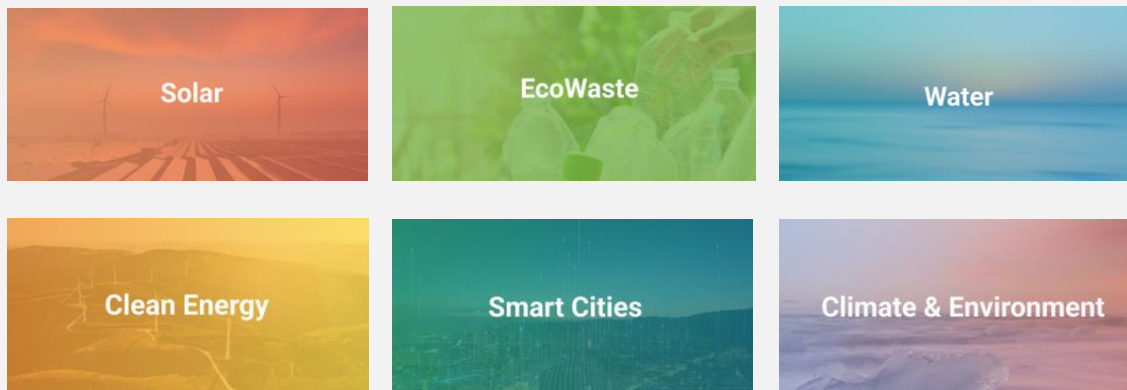 Solar
EcoWaste
Water
Clean Energy
Smart Cities
Climate & Environment